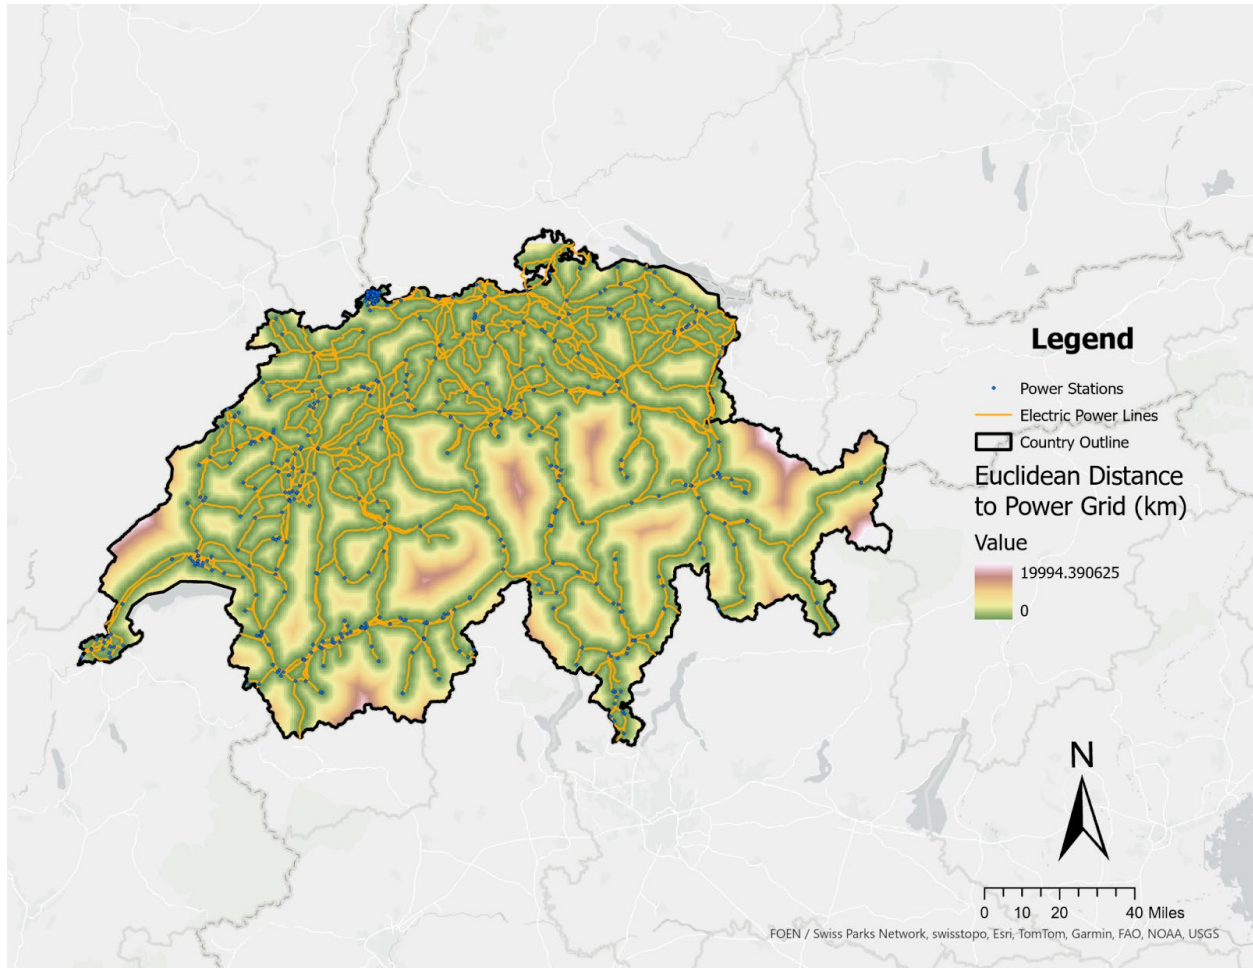 Legend
Power Stations
Electric Power Lines
Country Outline
Euclidean Distance
to Power Grid (km)
Value
19994.390625
0
N
0 10 20 40 Miles
FOEN / Swiss Parks Network, swisstopo, Esri, TomTom, Garmin, FAO, NOAA, USGS